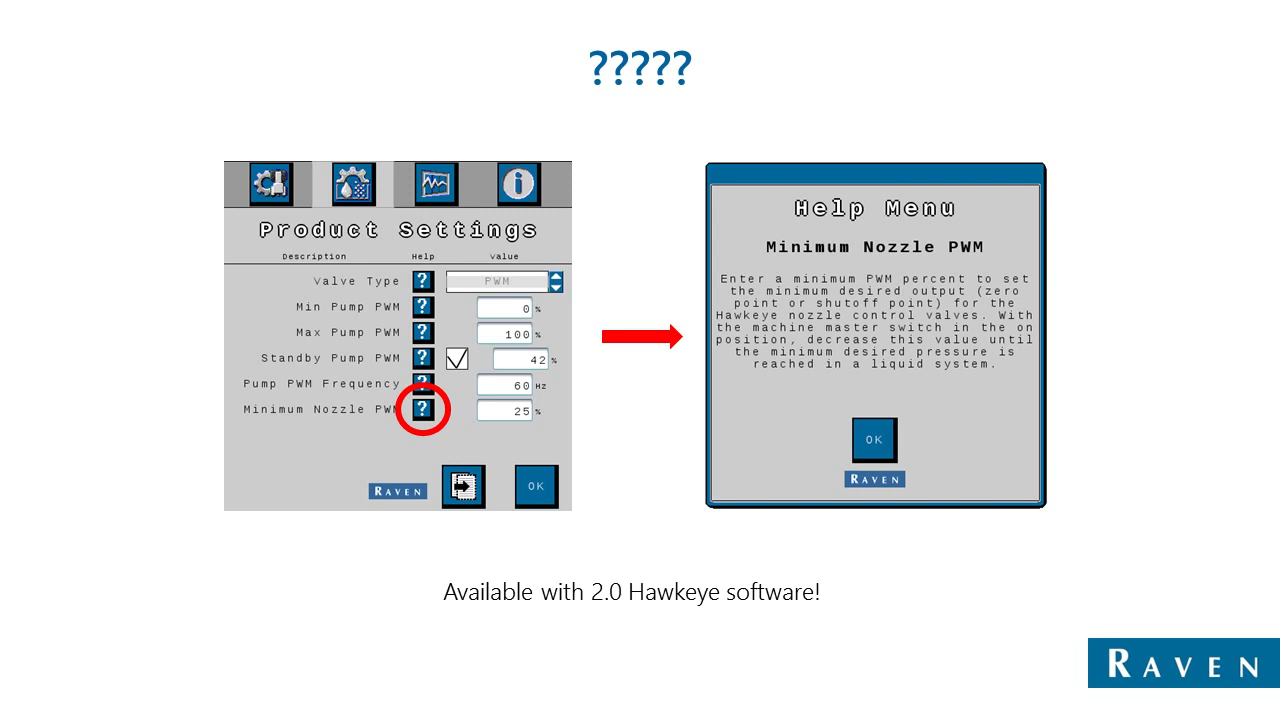 ?????
Product Settings
Description Help Value
Valve Type ? PWM
Min Pump PWM ? 0 %
Max Pump PWM ? 100 %
Standby Pump PWM ? 42 %
Pump PWM Frequency ? 60 Hz
Minimum Nozzle PWM ? 25 %
RAVEN
OK
Help Menu
Minimum Nozzle PWM
Enter a minimum PWM percent to set
the minimum desired output (zero
point or shutoff point) for the
Hawkeye nozzle control valves. With
the machine master switch in the on
position, decrease this value until
the minimum desired pressure is
reached in a liquid system.
OK
RAVEN
Available with 2.0 Hawkeye software!
RAVEN